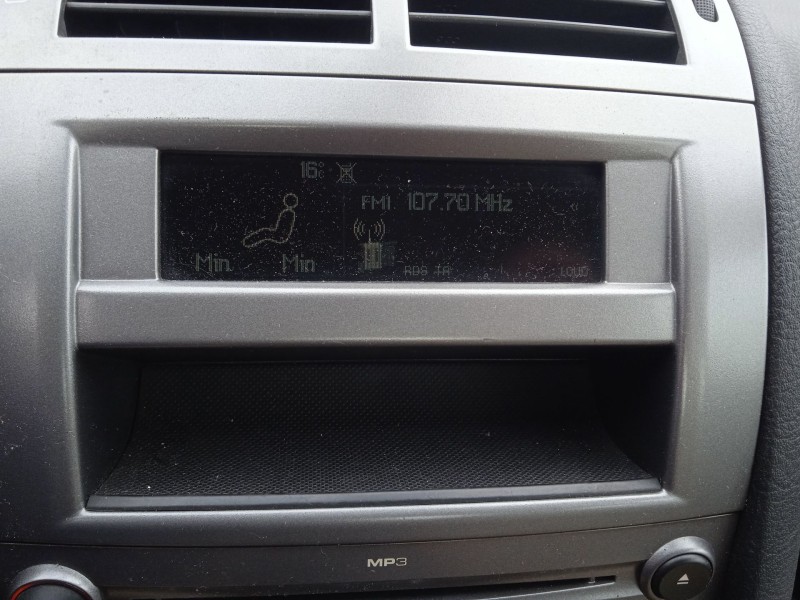 16°C
FM1 107.70 MHz
Min Min
RDS TA LOUD
MP3